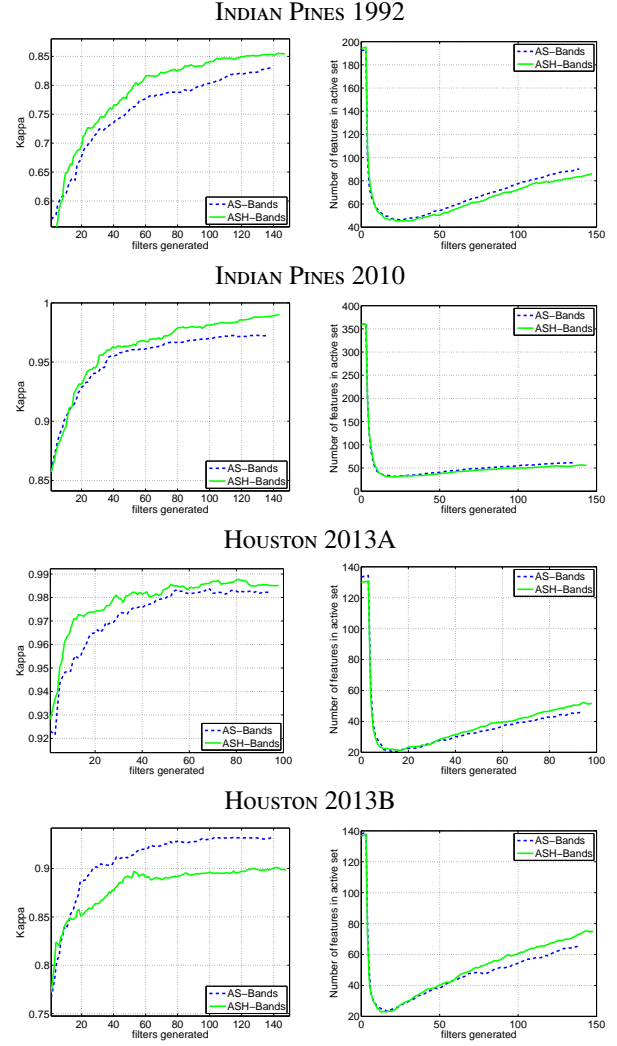 INDIAN PINES 1992
0.85
0.8
0.75
0.7
0.65
0.6
Kappa
20 40 60 80 100 120 140
filters generated
AS−Bands
ASH−Bands
200
180
160
140
120
100
80
60
40
Number of features in active set
0 50 100 150
filters generated
AS−Bands
ASH−Bands
INDIAN PINES 2010
1
0.95
0.9
0.85
Kappa
20 40 60 80 100 120 140
filters generated
AS−Bands
ASH−Bands
400
350
300
250
200
150
100
50
0
Number of features in active set
0 50 100 150
filters generated
AS−Bands
ASH−Bands
HOUSTON 2013A
0.99
0.98
0.97
0.96
0.95
0.94
0.93
0.92
Kappa
20 40 60 80 100
filters generated
AS−Bands
ASH−Bands
140
120
100
80
60
40
20
Number of features in active set
0 20 40 60 80 100
filters generated
AS−Bands
ASH−Bands
HOUSTON 2013B
0.9
0.85
0.8
0.75
Kappa
20 40 60 80 100 120 140
filters generated
AS−Bands
ASH−Bands
140
120
100
80
60
40
20
Number of features in active set
0 50 100 150
filters generated
AS−Bands
ASH−Bands